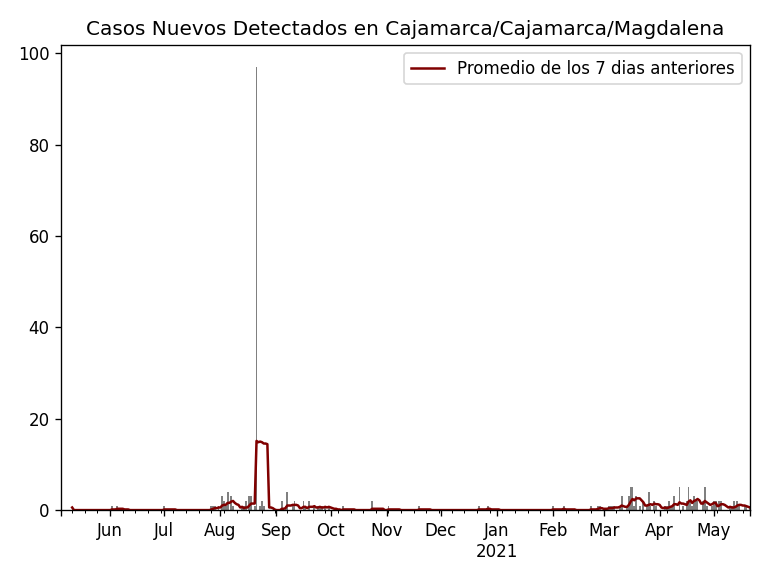 Casos Nuevos Detectados en Cajamarca/Cajamarca/Magdalena
Promedio de los 7 dias anteriores
100
80
60
40
20
0
Jun Jul Aug Sep Oct Nov Dec Jan Feb Mar Apr May
2021